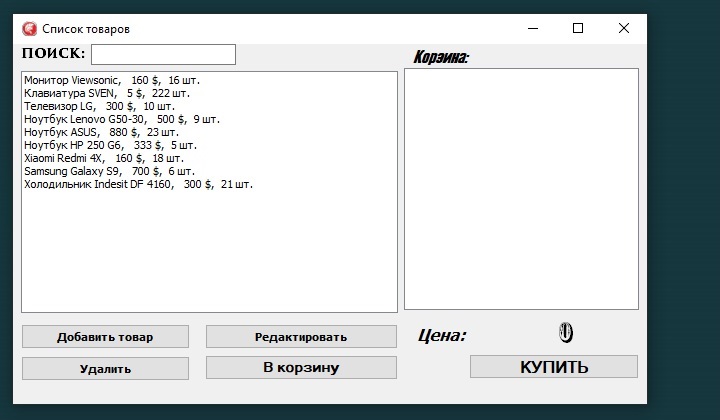 Список товаров
ПОИСК:
Корзина:
Монитор Viewsonic, 160 $, 16 шт.
Клавиатура SVEN, 5 $, 222 шт.
Телевизор LG, 300 $, 10 шт.
Ноутбук Lenovo G50-30, 500 $, 9 шт.
Ноутбук ASUS, 880 $, 23 шт.
Ноутбук HP 250 G6, 333 $, 5 шт.
Xiaomi Redmi 4X, 160 $, 18 шт.
Samsung Galaxy S9, 700 $, 6 шт.
Холодильник Indesit DF 4160, 300 $, 21 шт.
Добавить товар
Редактировать
Цена: 0
Удалить
В корзину
КУПИТЬ